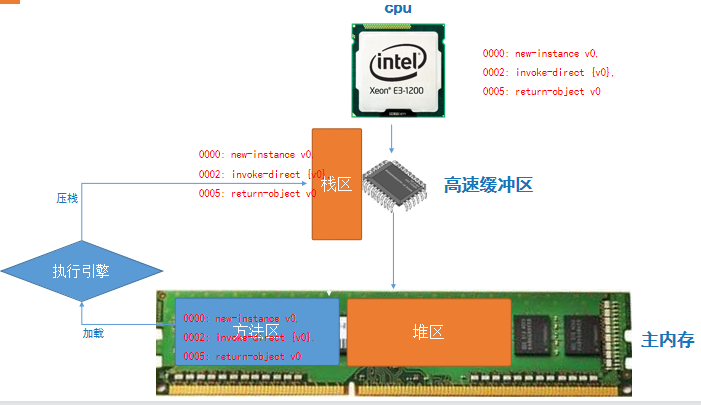 cpu
intel
Xeon® E3-1200
0000: new-instance v0,
0002: invoke-direct {v0},
0005: return-object v0
0000: new-instance v0,
0002: invoke-direct {v0},
0005: return-object v0
栈区
高速缓冲区
压栈
执行引擎
加载
0000: new-instance v0,
0002: invoke-direct {v0},
0005: return-object v0
方法区
堆区
主内存